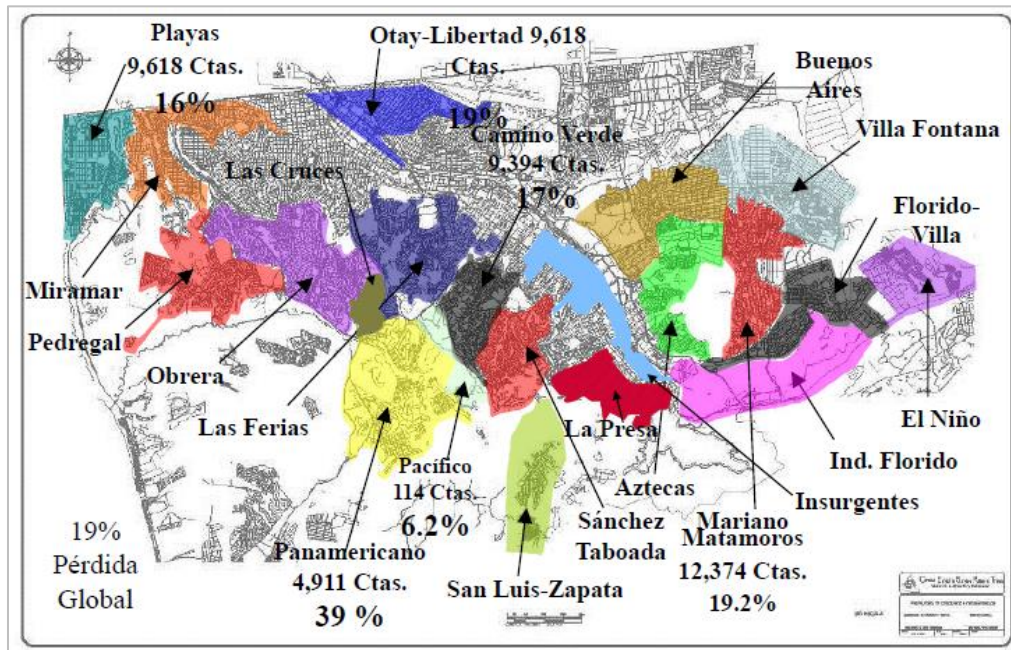 Playas
9,618 Ctas.
16%
Otay-Libertad 9,618
Ctas.
19%
Camino Verde
9,394 Ctas.
17%
Buenos
Aires
Villa Fontana
Las Cruces
Florido-
Villa
Miramar
Pedregal
Obrera
Las Ferias
El Niño
La Presa
Ind. Florido
Pacífico
114 Ctas.
6.2%
Aztecas
Insurgentes
Sánchez
Taboada
Mariano
Matamoros
12,374 Ctas.
19.2%
19%
Pérdida
Global
Panamericano
4,911 Ctas.
39 %
San Luis-Zapata